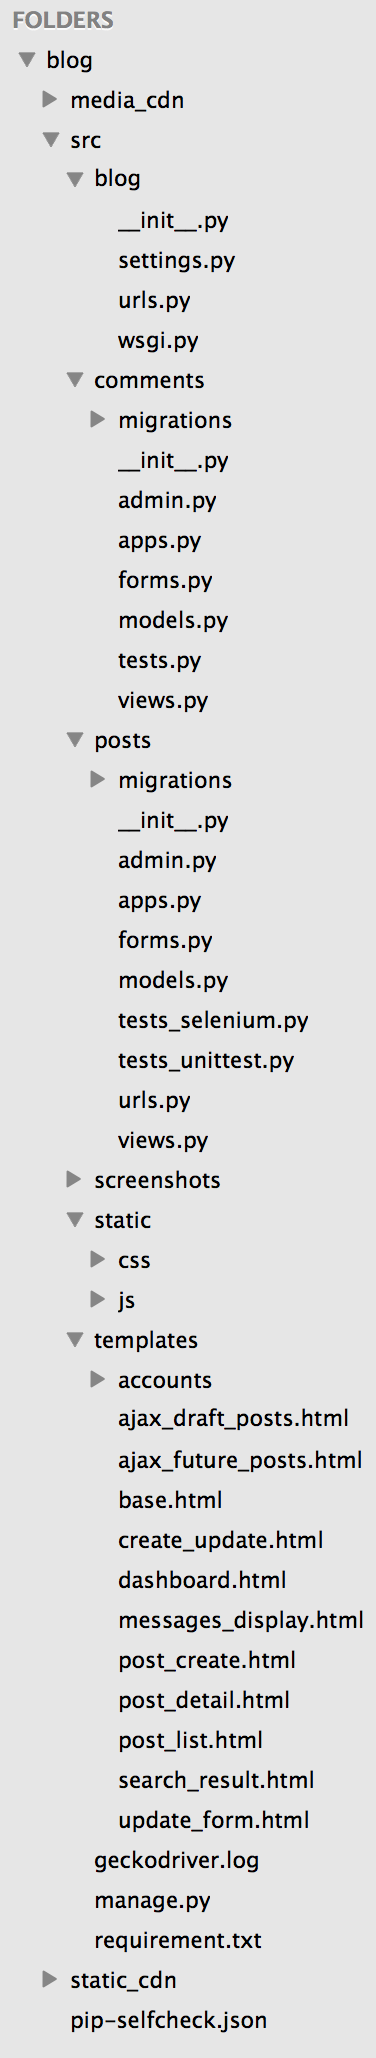 FOLDERS
blog
media_cdn
src
blog
__init__.py
settings.py
urls.py
wsgi.py
comments
migrations
__init__.py
admin.py
apps.py
forms.py
models.py
tests.py
views.py
posts
migrations
__init__.py
admin.py
apps.py
forms.py
models.py
tests_selenium.py
tests_unittest.py
urls.py
views.py
screenshots
static
css
js
templates
accounts
ajax_draft_posts.html
ajax_future_posts.html
base.html
create_update.html
dashboard.html
messages_display.html
post_create.html
post_detail.html
post_list.html
search_result.html
update_form.html
geckodriver.log
manage.py
requirement.txt
static_cdn
pip-selfcheck.json